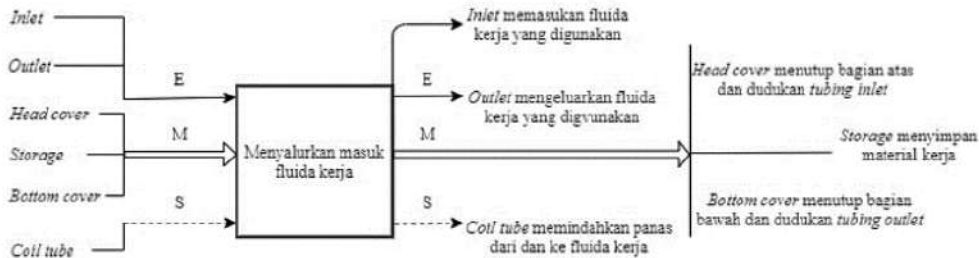 Inlet
Outlet
Head cover
Storage
Bottom cover
Coil tube
E
M
S
Menyalurkan masuk
fluida kerja
E
M
S
Inlet memasukan fluida
kerja yang digunakan
Outlet mengeluarkan fluida
kerja yang digvunakan
Coil tube memindahkan panas
dari dan ke fluida kerja
Head cover menutup bagian atas
dan dudukan tubing inlet
Storage menyimpan
material kerja
Bottom cover menutup bagian
bawah dan dudukan tubing outlet